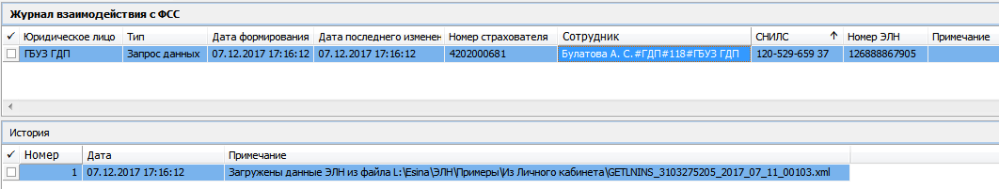 Журнал взаимодействия с ФСС
Юридическое лицо Тип Дата формирования Дата последнего изменен Номер страхователя Сотрудник СНИЛС Номер ЭЛН Примечание
ГБУЗ ГДП Запрос данных 07.12.2017 17:16:12 07.12.2017 17:16:12 4202000681 Булатова А. С.#ГДП#118#ГБУЗ ГДП 120-529-659 37 126888867905
История
Номер Дата Примечание
1 07.12.2017 17:16:12 Загружены данные ЭЛН из файла L:\Esina\ЭЛН\Примеры\Из Личного кабинета\GETLNINS_3103275205_2017_07_11_00103.xml